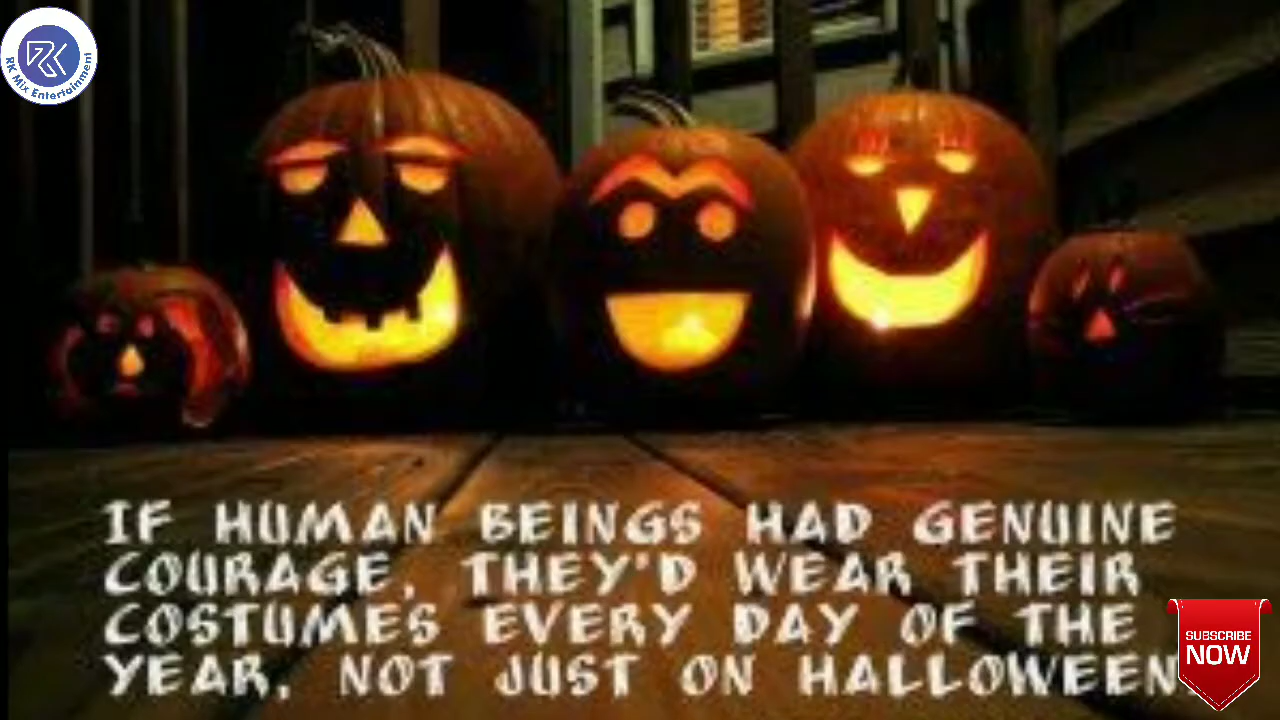 RK Mix Entertainment
IF HUMAN BEINGS HAD GENUINE
COURAGE, THEY'D WEAR THEIR
COSTUMES EVERY DAY OF THE
YEAR, NOT JUST ON HALLOWEEN.
SUBSCRIBE
NOW